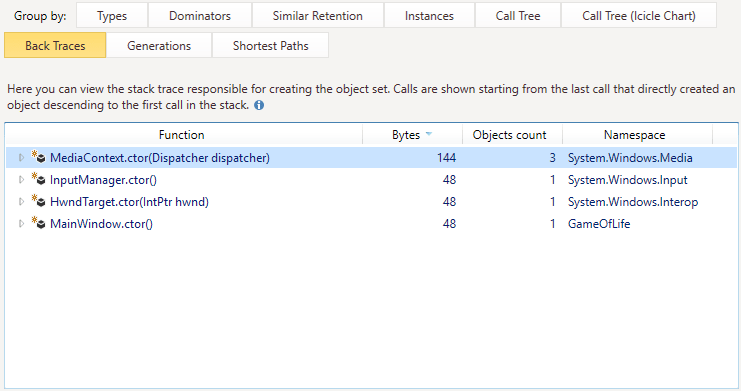 Group by: Types Dominators Similar Retention Instances Call Tree Call Tree (Icicle Chart)
Back Traces Generations Shortest Paths
Here you can view the stack trace responsible for creating the object set. Calls are shown starting from the last call that directly created an
object descending to the first call in the stack.
Function Bytes Objects count Namespace
MediaContext.ctor(Dispatcher dispatcher) 144 3 System.Windows.Media
InputManager.ctor() 48 1 System.Windows.Input
HwndTarget.ctor(IntPtr hwnd) 48 1 System.Windows.Interop
MainWindow.ctor() 48 1 GameOfLife